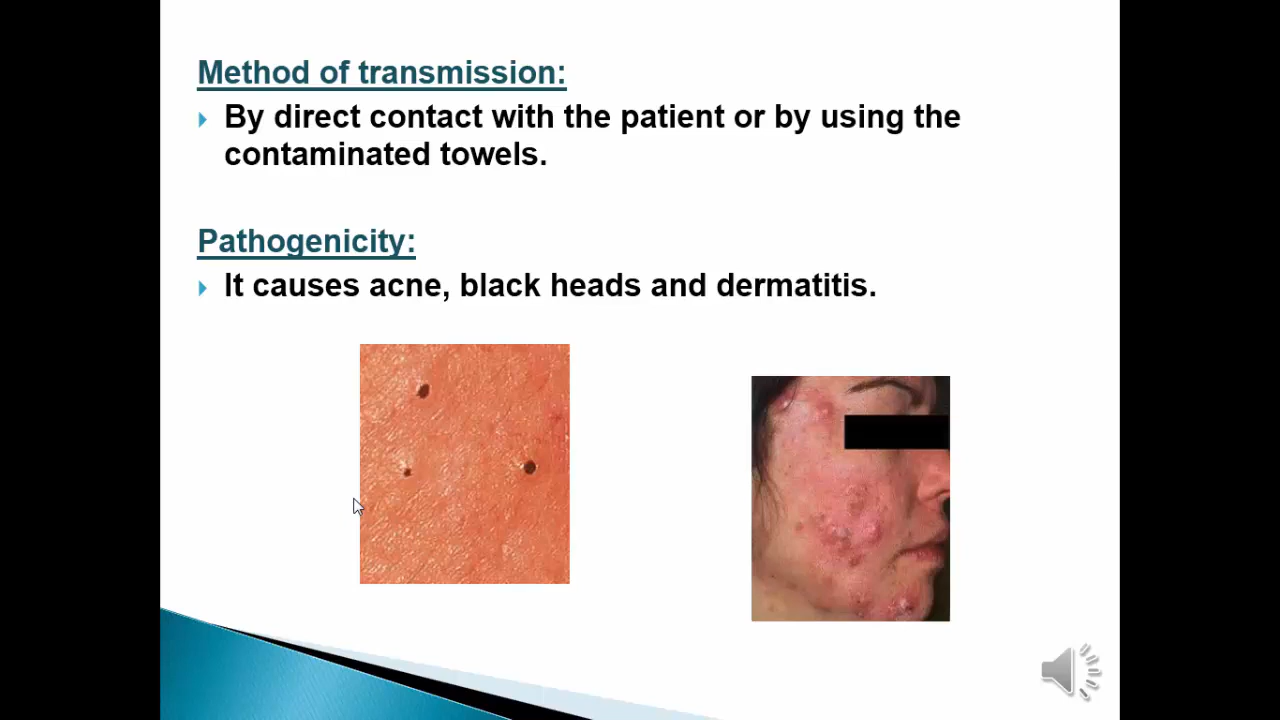 Method of transmission:
By direct contact with the patient or by using the
contaminated towels.
Pathogenicity:
It causes acne, black heads and dermatitis.